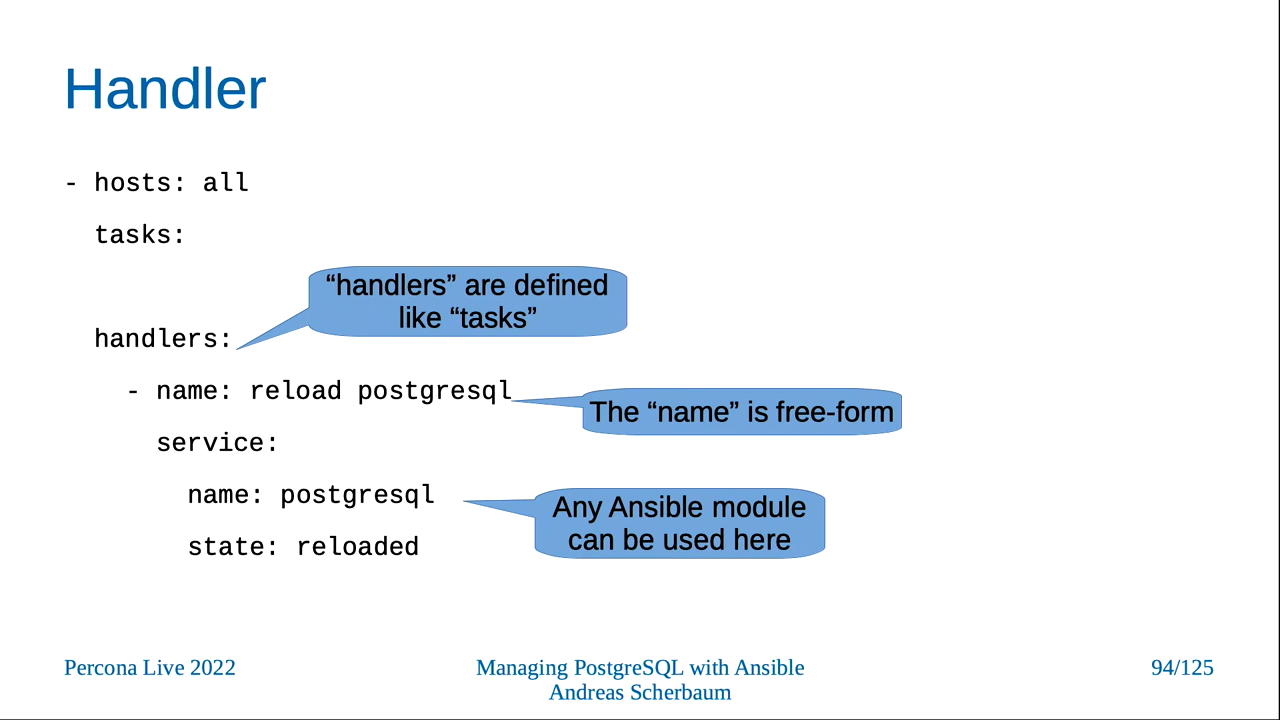 Handler
- hosts: all
tasks:
“handlers” are defined
like “tasks”
handlers:
- name: reload postgresql
The “name” is free-form
service:
name: postgresql
Any Ansible module
can be used here
state: reloaded
Percona Live 2022
Managing PostgreSQL with Ansible
Andreas Scherbaum
94/125